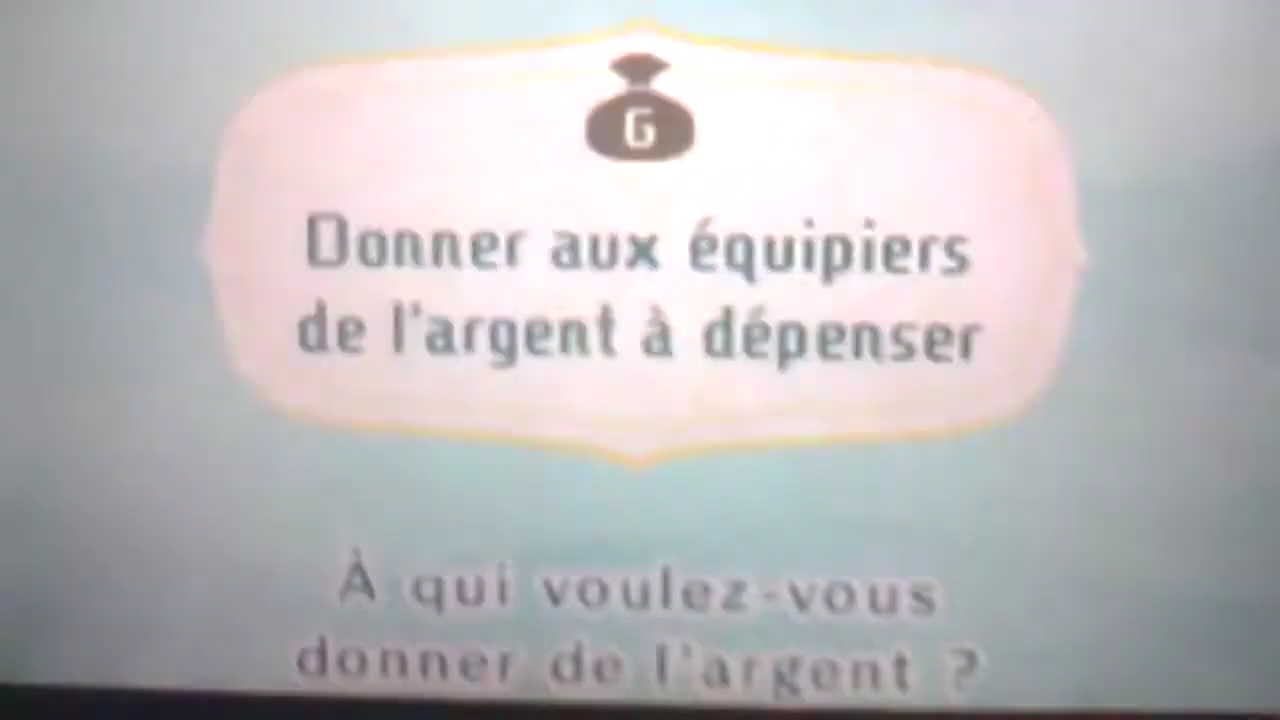 G
Donner aux équipiers
de l'argent à dépenser
À qui voulez-vous
donner de l'argent ?